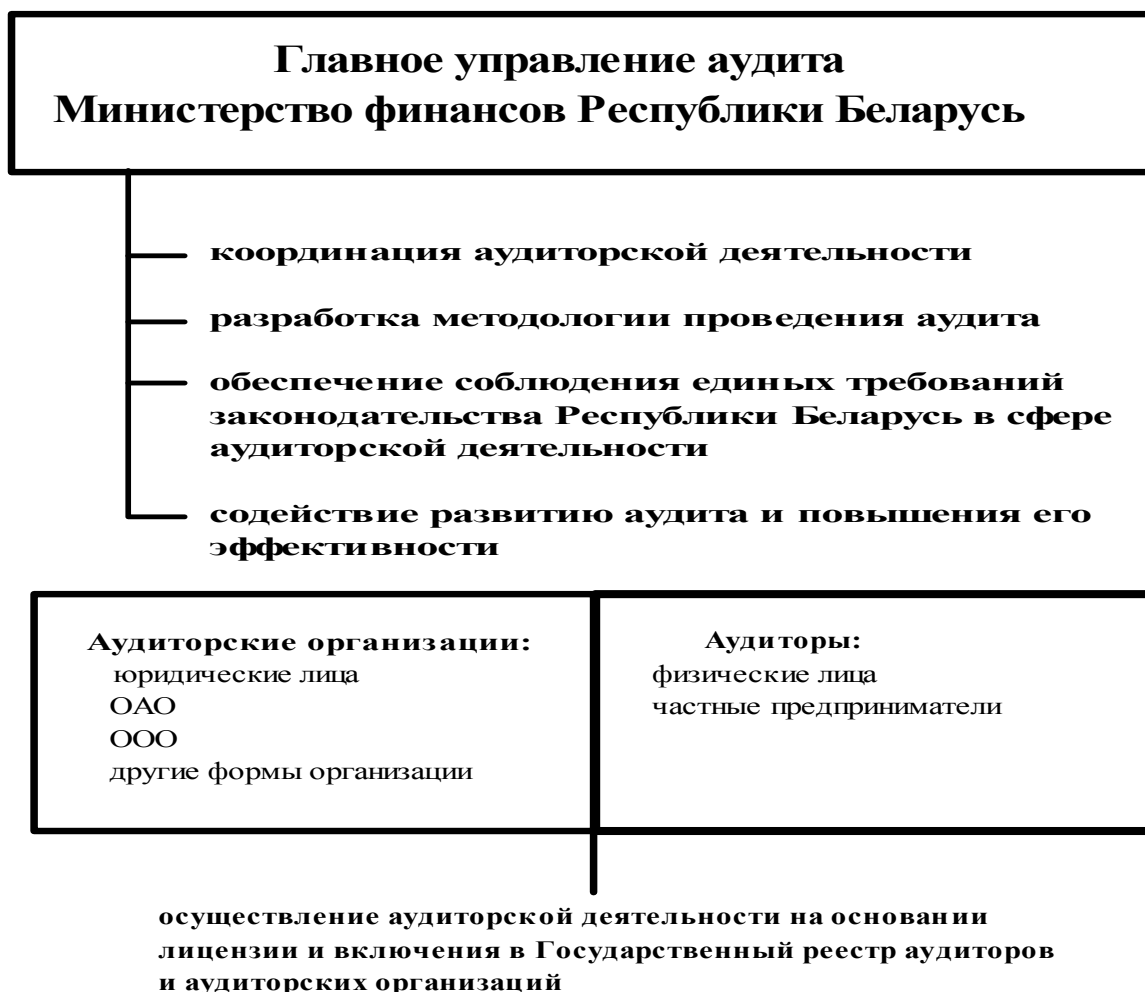 Главное управление аудита
Министерство финансов Республики Беларусь
координация аудиторской деятельности
разработка методологии проведения аудита
обеспечение соблюдения единых требований
законодательства Республики Беларусь в сфере
аудиторской деятельности
содействие развитию аудита и повышения его
эффективности
Аудиторские организации:
юридические лица
ОАО
ООО
другие формы организации
Аудиторы:
физические лица
частные предприниматели
осуществление аудиторской деятельности на основании
лицензии и включения в Государственный реестр аудиторов
и аудиторских организаций